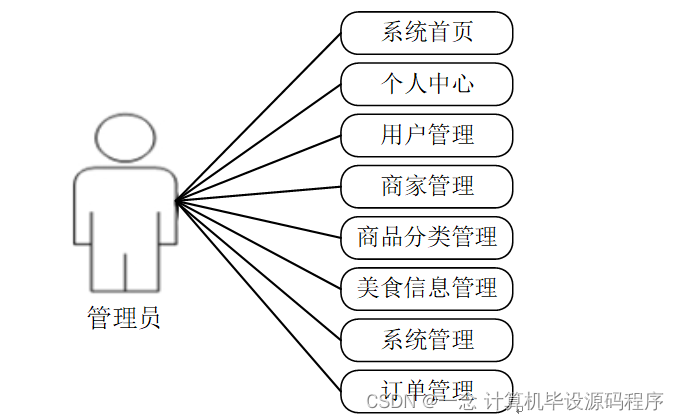 系统首页
个人中心
用户管理
商家管理
商品分类管理
美食信息管理
系统管理
订单管理
管理员
CSDN @一念 计算机毕设源码程序